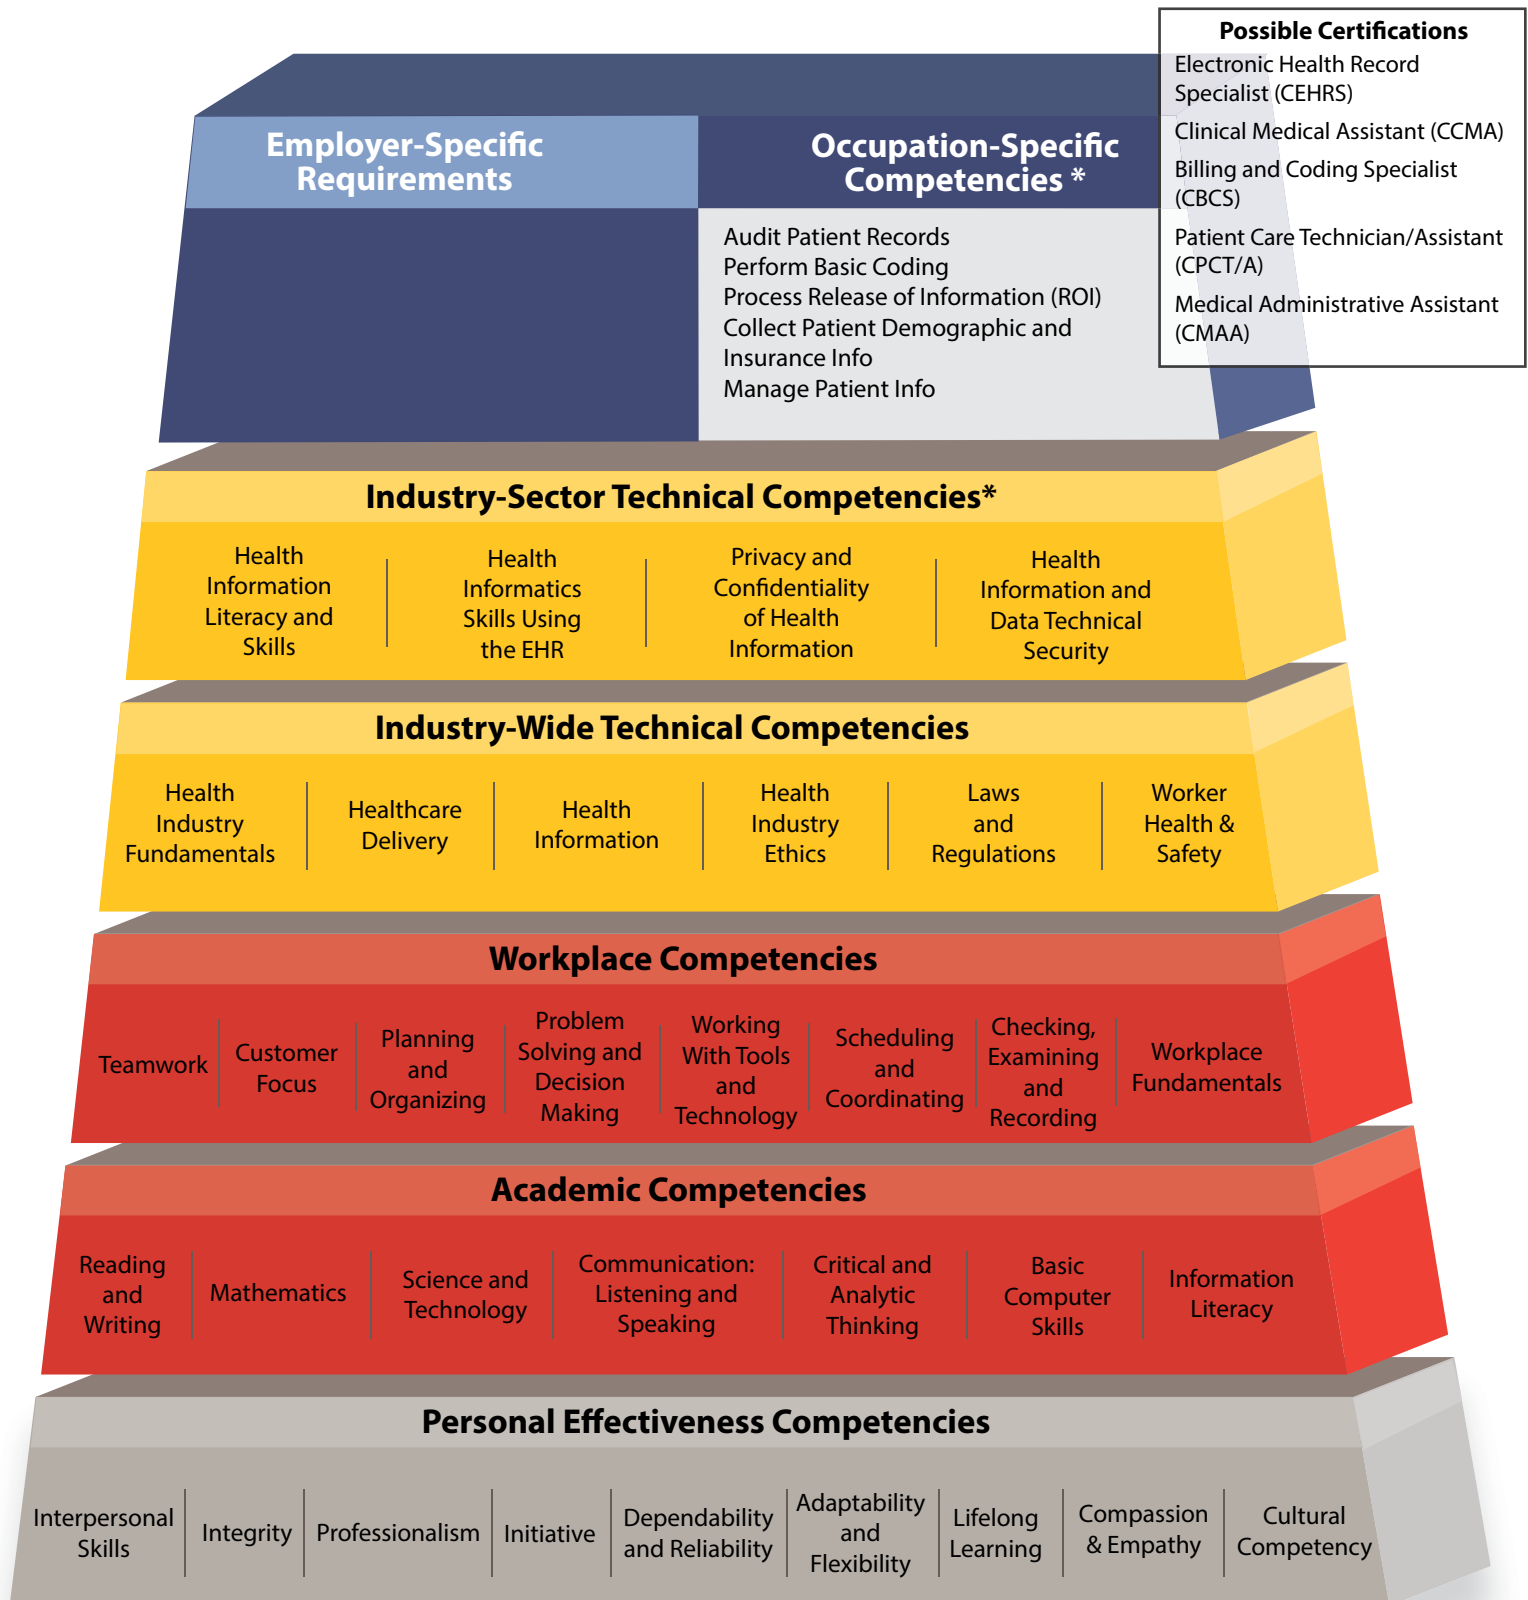 Possible Certifications
Electronic Health Record
Specialist (CEHRS)
Clinical Medical Assistant (CCMA)
Billing and Coding Specialist
(CBCS)
Patient Care Technician/Assistant
(CPCT/A)
Medical Administrative Assistant
(CMAA)
Employer-Specific
Requirements
Occupation-Specific
Competencies *
Audit Patient Records
Perform Basic Coding
Process Release of Information (ROI)
Collect Patient Demographic and
Insurance Info
Manage Patient Info
Industry-Sector Technical Competencies*
Health
Information
Literacy and
Skills
Health
Informatics
Skills Using
the EHR
Privacy and
Confidentiality
of Health
Information
Health
Information and
Data Technical
Security
Industry-Wide Technical Competencies
Health
Industry
Fundamentals
Healthcare
Delivery
Health
Information
Health
Industry
Ethics
Laws
and
Regulations
Worker
Health &
Safety
Workplace Competencies
Teamwork
Customer
Focus
Planning
and
Organizing
Problem
Solving and
Decision
Making
Working
With Tools
and
Technology
Scheduling
and
Coordinating
Checking,
Examining
and
Recording
Workplace
Fundamentals
Academic Competencies
Reading
and
Writing
Mathematics
Science and
Technology
Communication:
Listening and
Speaking
Critical and
Analytic
Thinking
Basic
Computer
Skills
Information
Literacy
Personal Effectiveness Competencies
Interpersonal
Skills
Integrity
Professionalism
Initiative
Dependability
and Reliability
Adaptability
and
Flexibility
Lifelong
Learning
Compassion
& Empathy
Cultural
Competency